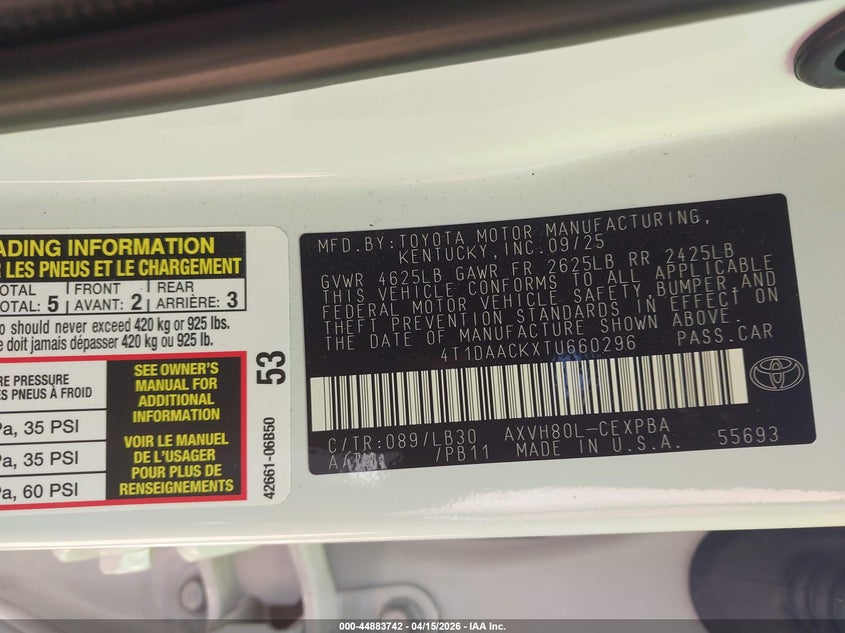 ADING INFORMATION
R LES PNEUS ET LE CHARGEMENT
TOTAL FRONT REAR
TOTAL: 5 AVANT: 2 ARRIÈRE: 3
o should never exceed 420 kg or 925 lbs.
e doit jamais dépasser 420 kg ou 925 lb.
RE PRESSURE
ES PNEUS À FROID
Pa, 35 PSI
Pa, 35 PSI
Pa, 60 PSI
SEE OWNER'S
MANUAL FOR
ADDITIONAL
INFORMATION
VOIR LE MANUEL
DE L'USAGER
POUR PLUS DE
RENSEIGNEMENTS
53
42661-06B50
MFD.BY:TOYOTA MOTOR MANUFACTURING,
KENTUCKY, INC.09/25
GVWR 4625LB GAWR FR 2625LB RR 2425LB
THIS VEHICLE CONFORMS TO ALL APPLICABLE
FEDERAL MOTOR VEHICLE SAFETY, BUMPER, AND
THEFT PREVENTION STANDARDS IN EFFECT ON
THE DATE OF MANUFACTURE SHOWN ABOVE.
4T1DAACKXTU660296 PASS.CAR
C/TR:089/LB30 AXVH80L-CEXPBA
/PB11 MADE IN U.S.A. 55693
000-44883742 - 04/15/2026 - IAA Inc.